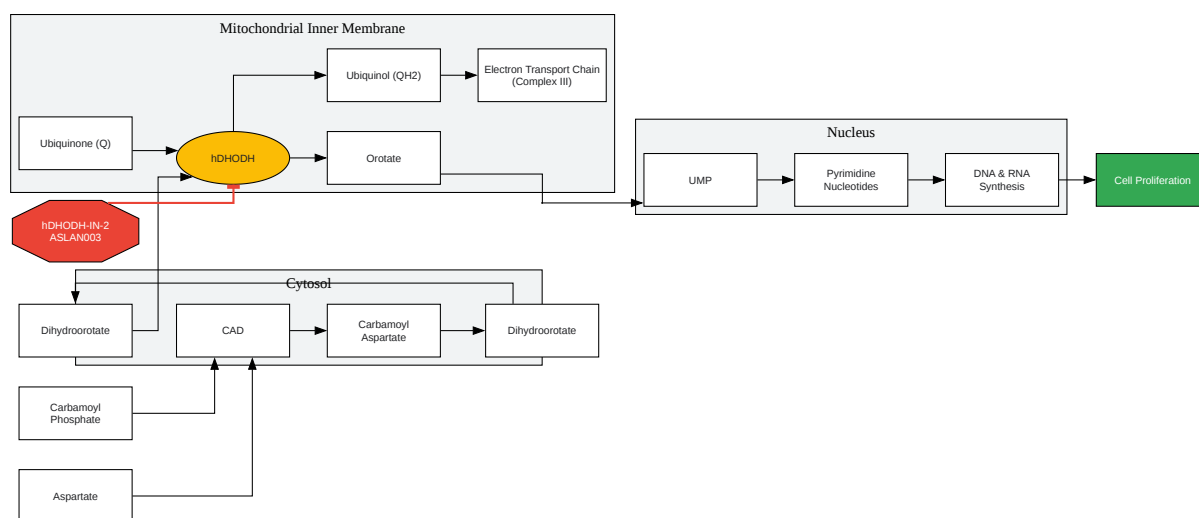 Mitochondrial Inner Membrane
Ubiquinol (QH2)
Electron Transport Chain
(Complex III)
Ubiquinone (Q)
hDHODH
Orotate
Nucleus
UMP
Pyrimidine
Nucleotides
DNA & RNA
Synthesis
Cell Proliferation
hDHODH-IN-2
ASLAN003
Cytosol
Dihydroorotate
CAD
Carbamoyl
Aspartate
Dihydroorotate
Carbamoyl
Phosphate
Aspartate